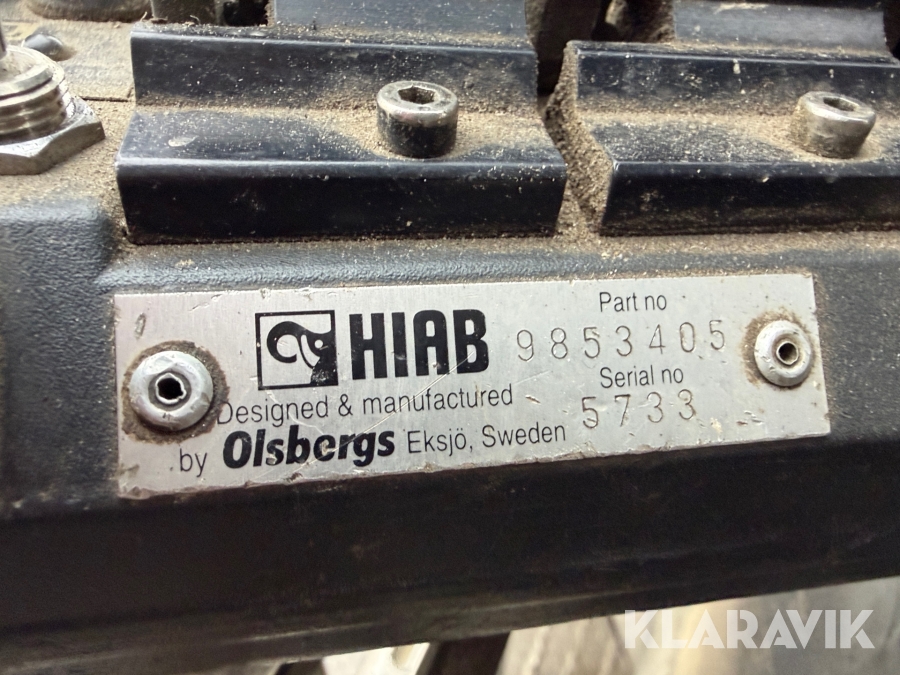 HIAB
Part no
9853405
Serial no
5733
Designed & manufactured
by Olsbergs Eksjö, Sweden
KLARAVIK